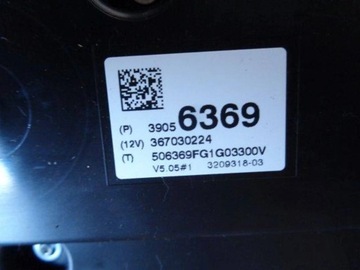 (P) 3905 6369
(12V) 367030224
(T) 506369FG1G03300V
V5.05#1 3209318-03